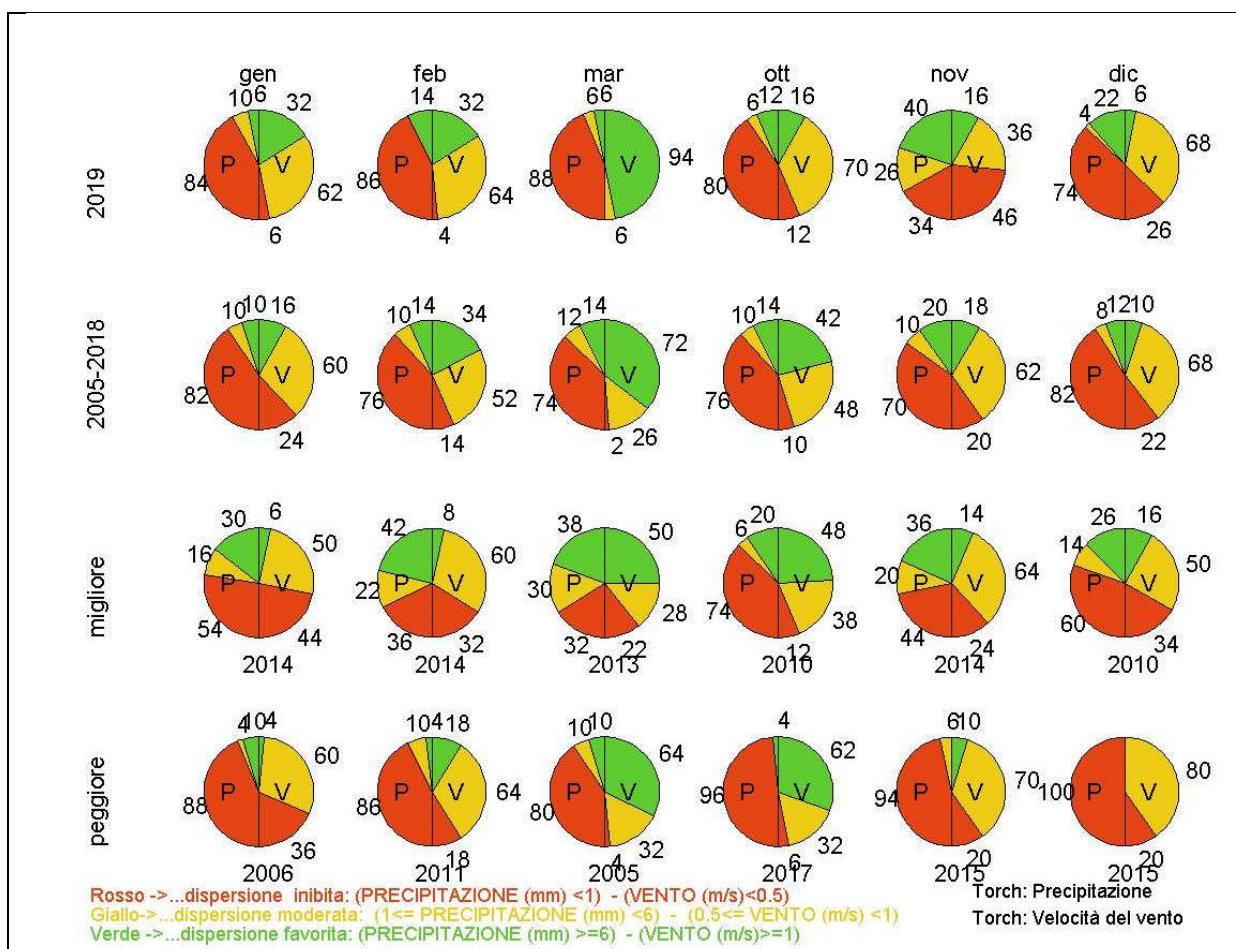 gen feb mar ott nov dic
2019
10 6 32 14 32 6 6 6 12 16 40 16 4 22 6
P V P V P V P V P V P V
84 62 86 64 88 94 80 70 26 36 74 68
6 4 6 12 34 46 26
2005-2018
10 10 16 10 14 34 12 14 72 10 14 42 10 20 18 8 12 10
P V P V P V P V P V P V
82 60 76 52 74 26 76 48 70 62 82 68
24 14 2 10 20 22
migliore
16 30 6 50 42 8 60 38 50 6 20 48 36 14 14 26 16
P V P V P V P V P V P V
54 44 22 36 32 30 32 22 28 74 12 38 20 44 24 64 60 34 50
2014 2014 2013 2010 2014 2010
peggiore
4 10 4 60 10 4 18 10 10 64 4 62 6 10 80
P V P V P V P V P V
88 36 86 18 64 80 4 32 96 6 32 94 20 70 100 20
2006 2011 2005 2017 2015 2015
Rosso ->...dispersione inibita: (PRECIPITAZIONE (mm) <1) - (VENTO (m/s)<0.5)
Giallo->...dispersione moderata: (1<= PRECIPITAZIONE (mm) <6) - (0.5<= VENTO (m/s) <1)
Verde ->...dispersione favorita: (PRECIPITAZIONE (mm) >=6) - (VENTO (m/s)>=1)
Torch: Precipitazione
Torch: Velocità del vento